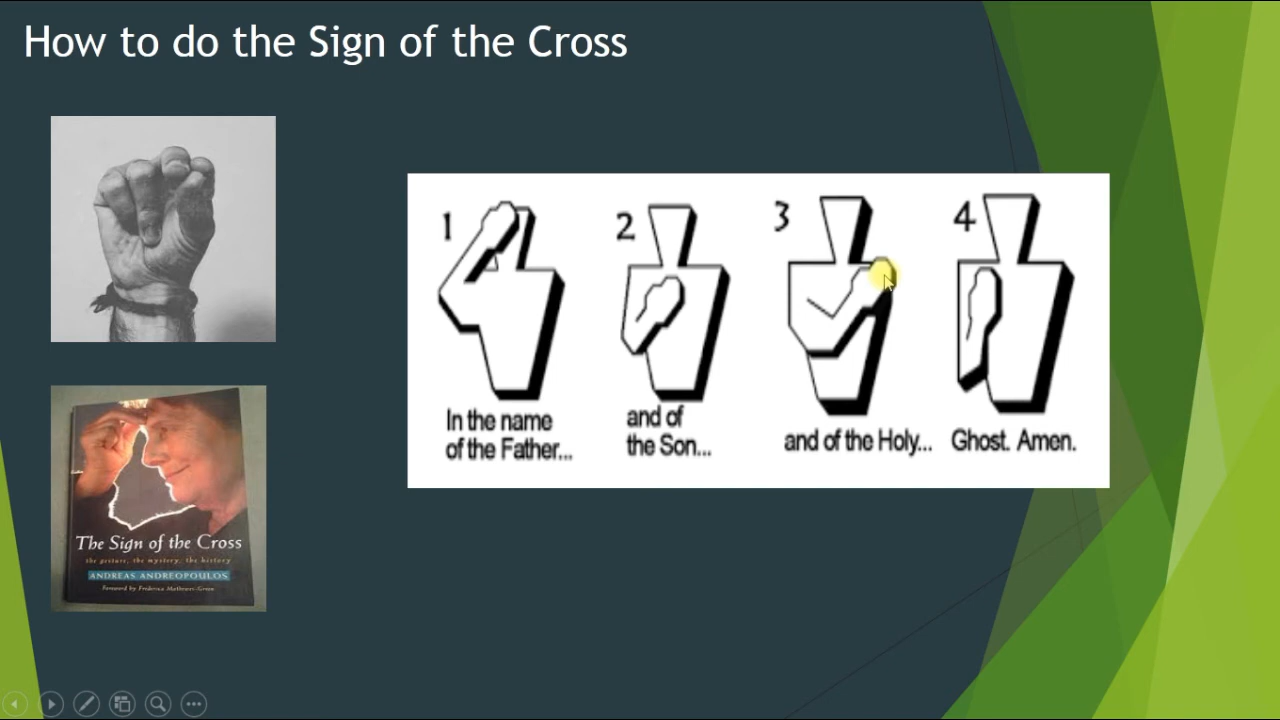 How to do the Sign of the Cross
1
2
3
4
In the name
of the Father...
and of
the Son...
and of the Holy...
Ghost. Amen.
The Sign of the Cross
the gesture, the mystery, the history
ANDREAS ANDREOPOULOS
Foreword by Frederica Mathewes-Green